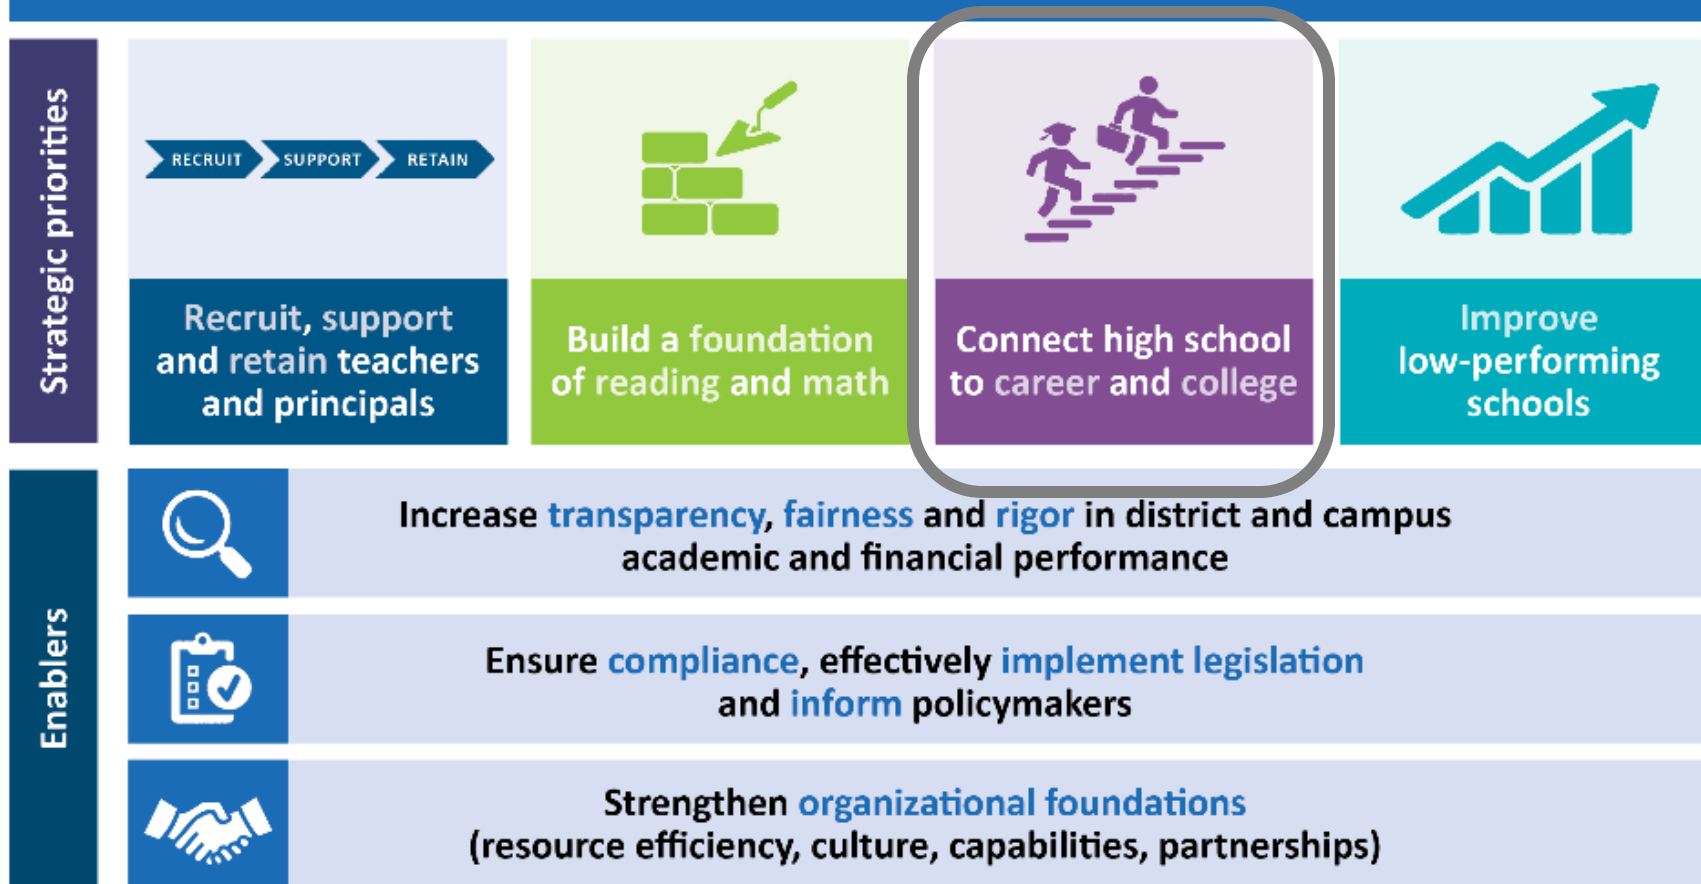 Strategic priorities
RECRUIT
SUPPORT
RETAIN
Recruit, support
and retain teachers
and principals
Build a foundation
of reading and math
Connect high school
to career and college
Improve
low-performing
schools
Enablers
Increase transparency, fairness and rigor in district and campus
academic and financial performance
Ensure compliance, effectively implement legislation
and inform policymakers
Strengthen organizational foundations
(resource efficiency, culture, capabilities, partnerships)